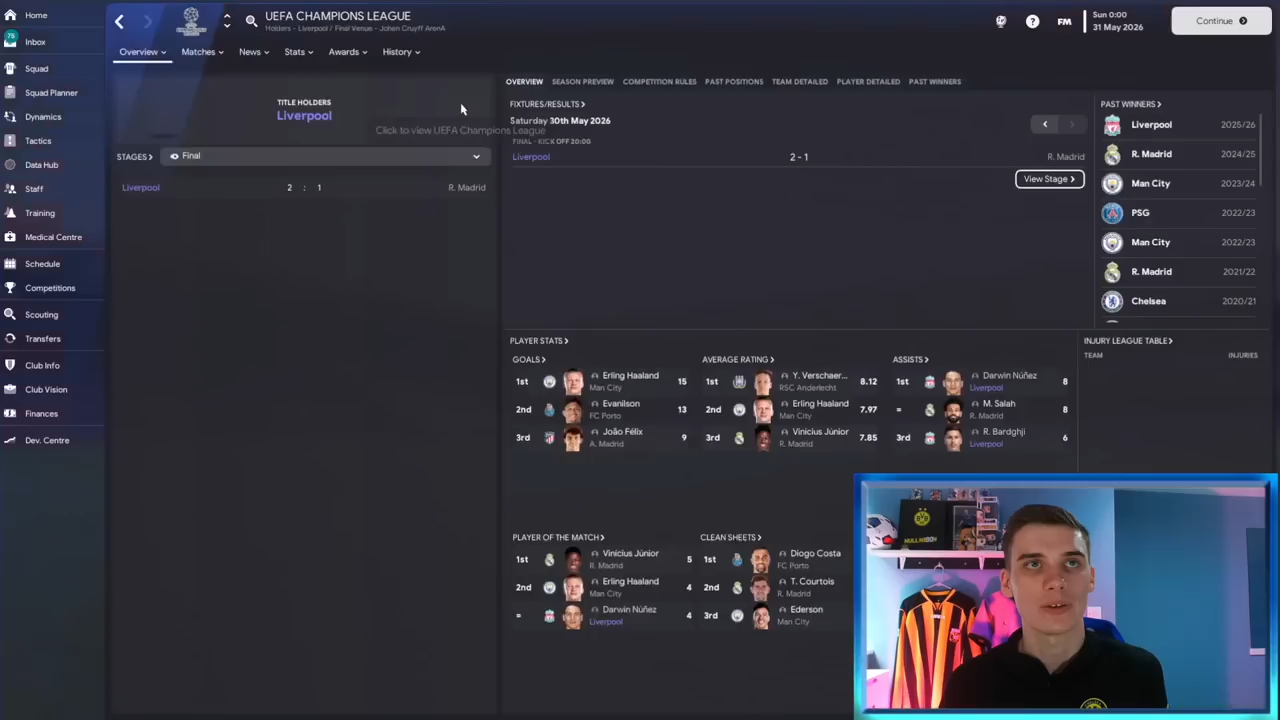 Home
75
Inbox
Squad
Squad Planner
Dynamics
Tactics
Data Hub
Staff
Training
Medical Centre
Schedule
Competitions
Scouting
Transfers
Club Info
Club Vision
Finances
Dev. Centre
UEFA CHAMPIONS LEAGUE
Holders - Liverpool / Final Venue - Johan Cruyff ArenA
FM
Sun 0:00
31 May 2026
Continue
Overview
Matches
News
Stats
Awards
History
TITLE HOLDERS
Liverpool
Click to view UEFA Champions League
STAGES
Final
Liverpool 2 : 1 R. Madrid
OVERVIEW SEASON PREVIEW COMPETITION RULES PAST POSITIONS TEAM DETAILED PLAYER DETAILED PAST WINNERS
FIXTURES/RESULTS
Saturday 30th May 2026
FINAL - KICK OFF 20:00
Liverpool 2 - 1 R. Madrid
View Stage
PAST WINNERS
Liverpool 2025/26
R. Madrid 2024/25
Man City 2023/24
PSG 2022/23
Man City 2022/23
R. Madrid 2021/22
Chelsea 2020/21
PLAYER STATS
GOALS
1st Erling Haaland 15
Man City
2nd Evanilson 13
FC Porto
3rd João Félix 9
A. Madrid
AVERAGE RATING
1st Y. Verschaer... 8.12
RSC Anderlecht
2nd Erling Haaland 7.97
Man City
3rd Vinícius Júnior 7.85
R. Madrid
ASSISTS
1st Darwin Núñez 8
Liverpool
= M. Salah 8
R. Madrid
3rd R. Bardghji 6
Liverpool
INJURY LEAGUE TABLE
TEAM INJURIES
PLAYER OF THE MATCH
1st Vinícius Júnior 5
R. Madrid
2nd Erling Haaland 4
Man City
= Darwin Núñez 4
Liverpool
CLEAN SHEETS
1st Diogo Costa
FC Porto
2nd T. Courtois
R. Madrid
3rd Ederson
Man City